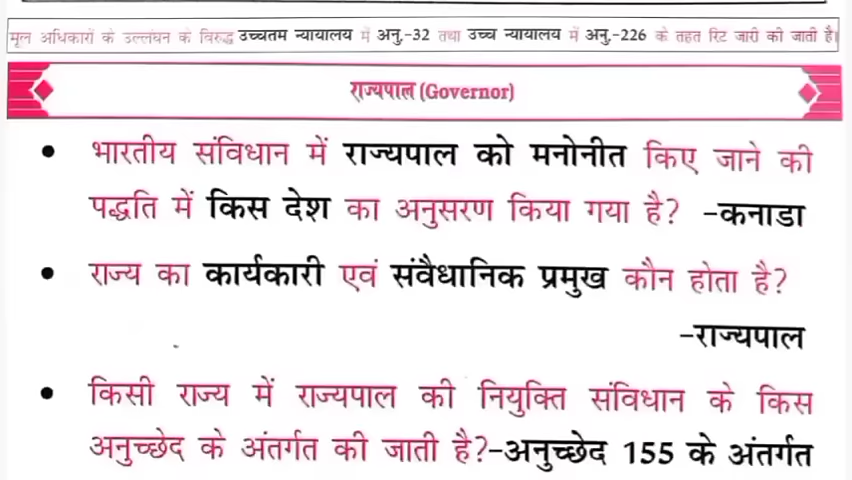 मूल अधिकारों के उल्लंघन के विरुद्ध उच्चतम न्यायालय में अनु.-32 तथा उच्च न्यायालय में अनु.-226 के तहत रिट जारी की जाती है।
राज्यपाल (Governor)
• भारतीय संविधान में राज्यपाल को मनोनीत किए जाने की
पद्धति में किस देश का अनुसरण किया गया है? -कनाडा
• राज्य का कार्यकारी एवं संवैधानिक प्रमुख कौन होता है?
-राज्यपाल
• किसी राज्य में राज्यपाल की नियुक्ति संविधान के किस
अनुच्छेद के अंतर्गत की जाती है?-अनुच्छेद 155 के अंतर्गत